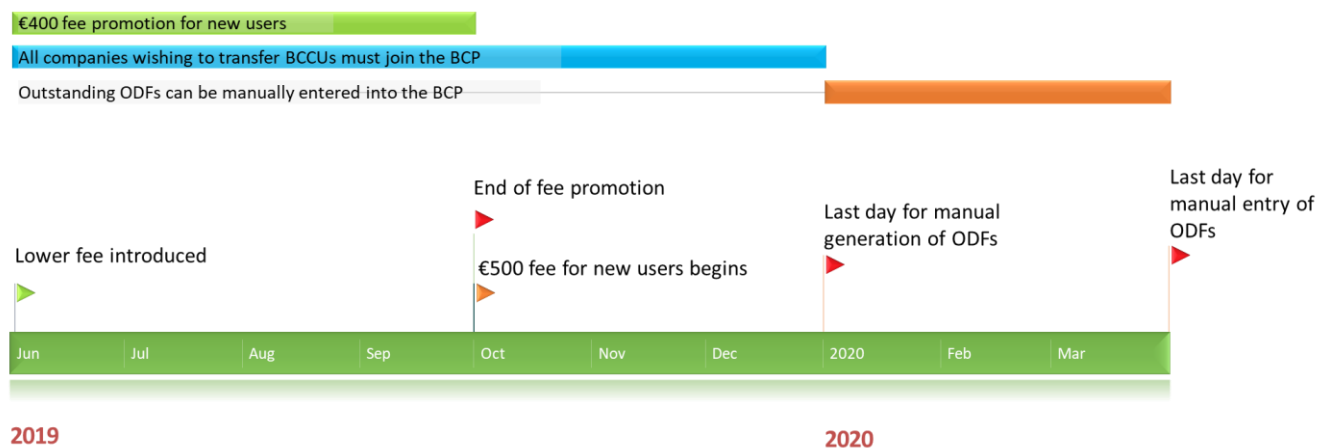 €400 fee promotion for new users
All companies wishing to transfer BCCUs must join the BCP
Outstanding ODFs can be manually entered into the BCP
Lower fee introduced
End of fee promotion
€500 fee for new users begins
Last day for manual
generation of ODFs
Last day for
manual entry of
ODFs
Jun Jul Aug Sep Oct Nov Dec 2020 Feb Mar
2019 2020